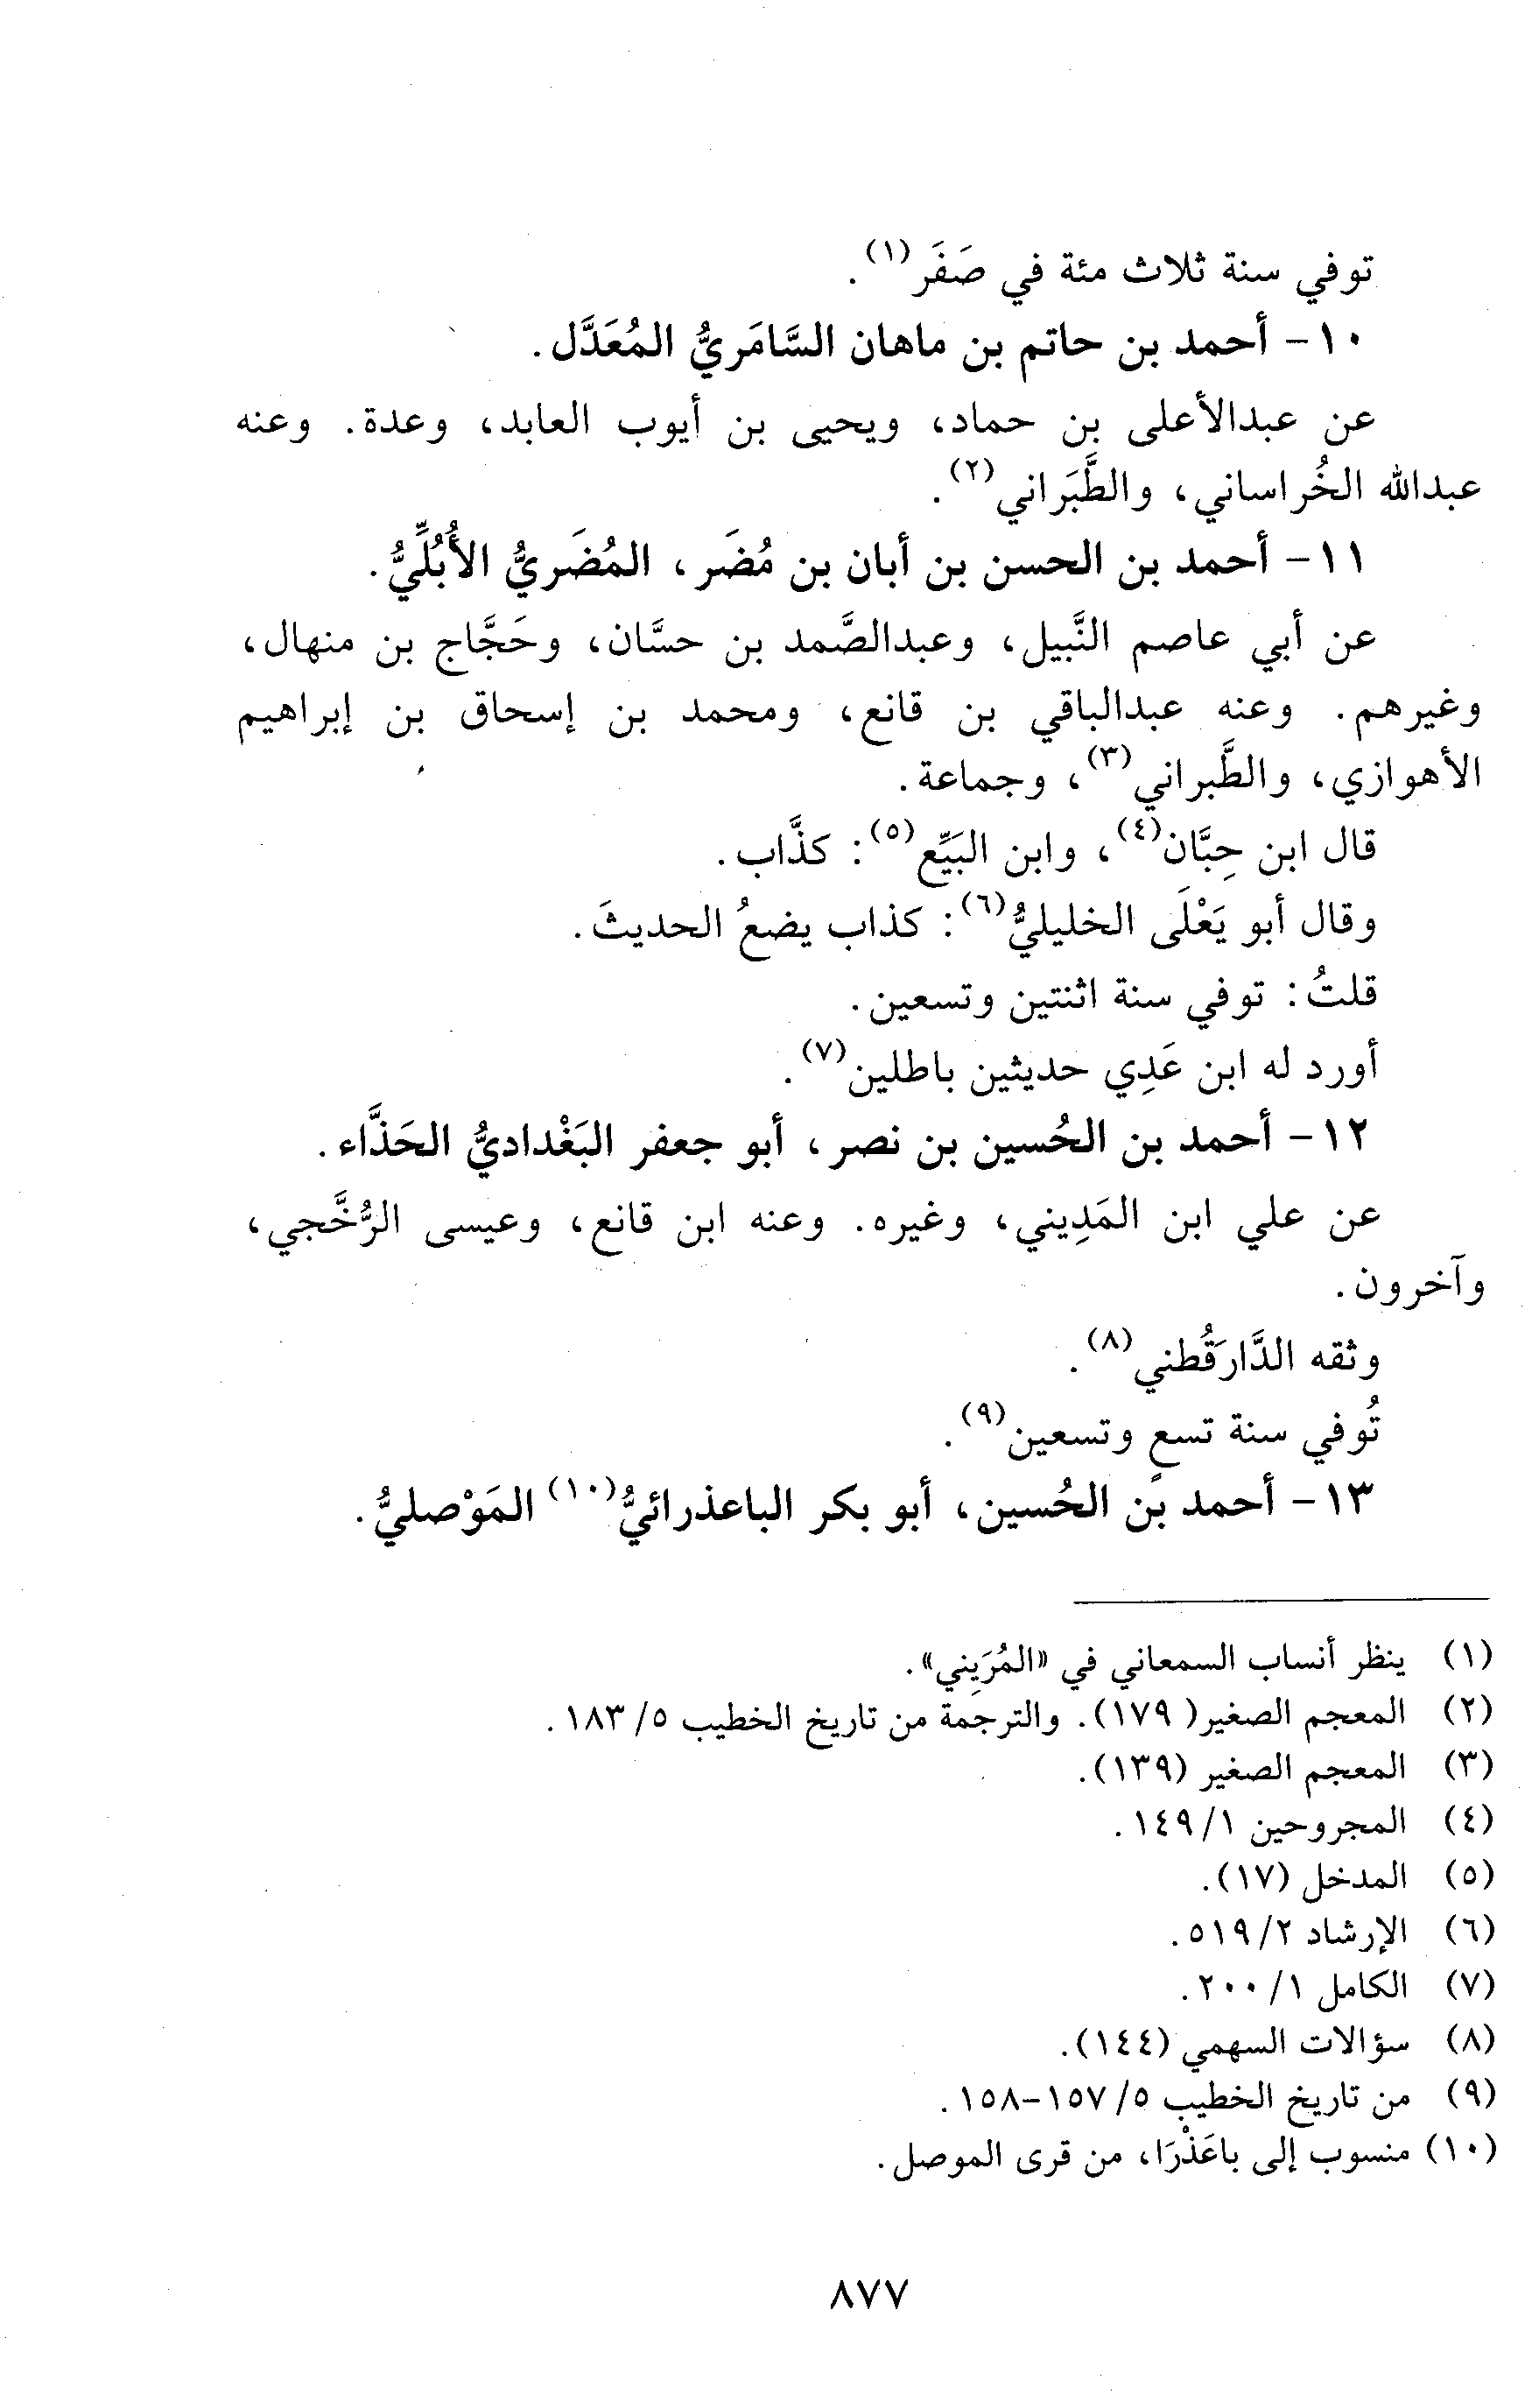 توفي سنة ثلاث مئة في صَفَر(١).
١٠- أحمد بن حاتم بن ماهان السَّامَريُّ المُعَدَّل.
عن عبدالأعلى بن حماد، ويحيى بن أيوب العابد، وعدة. وعنه
عبدالله الخُراساني، والطَّبَراني(٢).
١١- أحمد بن الحسن بن أبان بن مُضَر، المُضَريُّ الأُبُلِّيُّ.
عن أبي عاصم النَّبيل، وعبدالصَّمد بن حسَّان، وحَجَّاج بن منهال،
وغيرهم. وعنه عبدالباقي بن قانع، ومحمد بن إسحاق بن إبراهيم
الأهوازي، والطَّبراني(٣)، وجماعة.
قال ابن حِبَّان(٤)، وابن البَيِّع(٥): كذَّاب.
وقال أبو يَعْلَى الخليليُّ(٦): كذاب يضعُ الحديثَ.
قلتُ: توفي سنة اثنتين وتسعين.
أورد له ابن عَدِي حديثين باطلين(٧).
١٢- أحمد بن الحُسين بن نصر، أبو جعفر البَغْداديُّ الحَذَّاء.
عن علي ابن المَدِيني، وغيره. وعنه ابن قانع، وعيسى الرُّخَّجي،
وآخرون.
وثقه الدَّارَقُطني(٨).
تُوفي سنة تسعٍ وتسعين(٩).
١٣- أحمد بن الحُسين، أبو بكر الباعذرائيُّ(١٠) المَوْصليُّ.
(١) ينظر أنساب السمعاني في «المُرَيِني».
(٢) المعجم الصغير( ١٧٩). والترجمة من تاريخ الخطيب ٥/ ١٨٣.
(٣) المعجم الصغير (١٣٩).
(٤) المجروحين ١/ ١٤٩.
(٥) المدخل (١٧).
(٦) الإرشاد ٢/ ٥١٩.
(٧) الكامل ١/ ٢٠٠.
(٨) سؤالات السهمي (١٤٤).
(٩) من تاريخ الخطيب ٥/ ١٥٧-١٥٨.
(١٠) منسوب إلى باعَذْرَا، من قرى الموصل.
٨٧٧